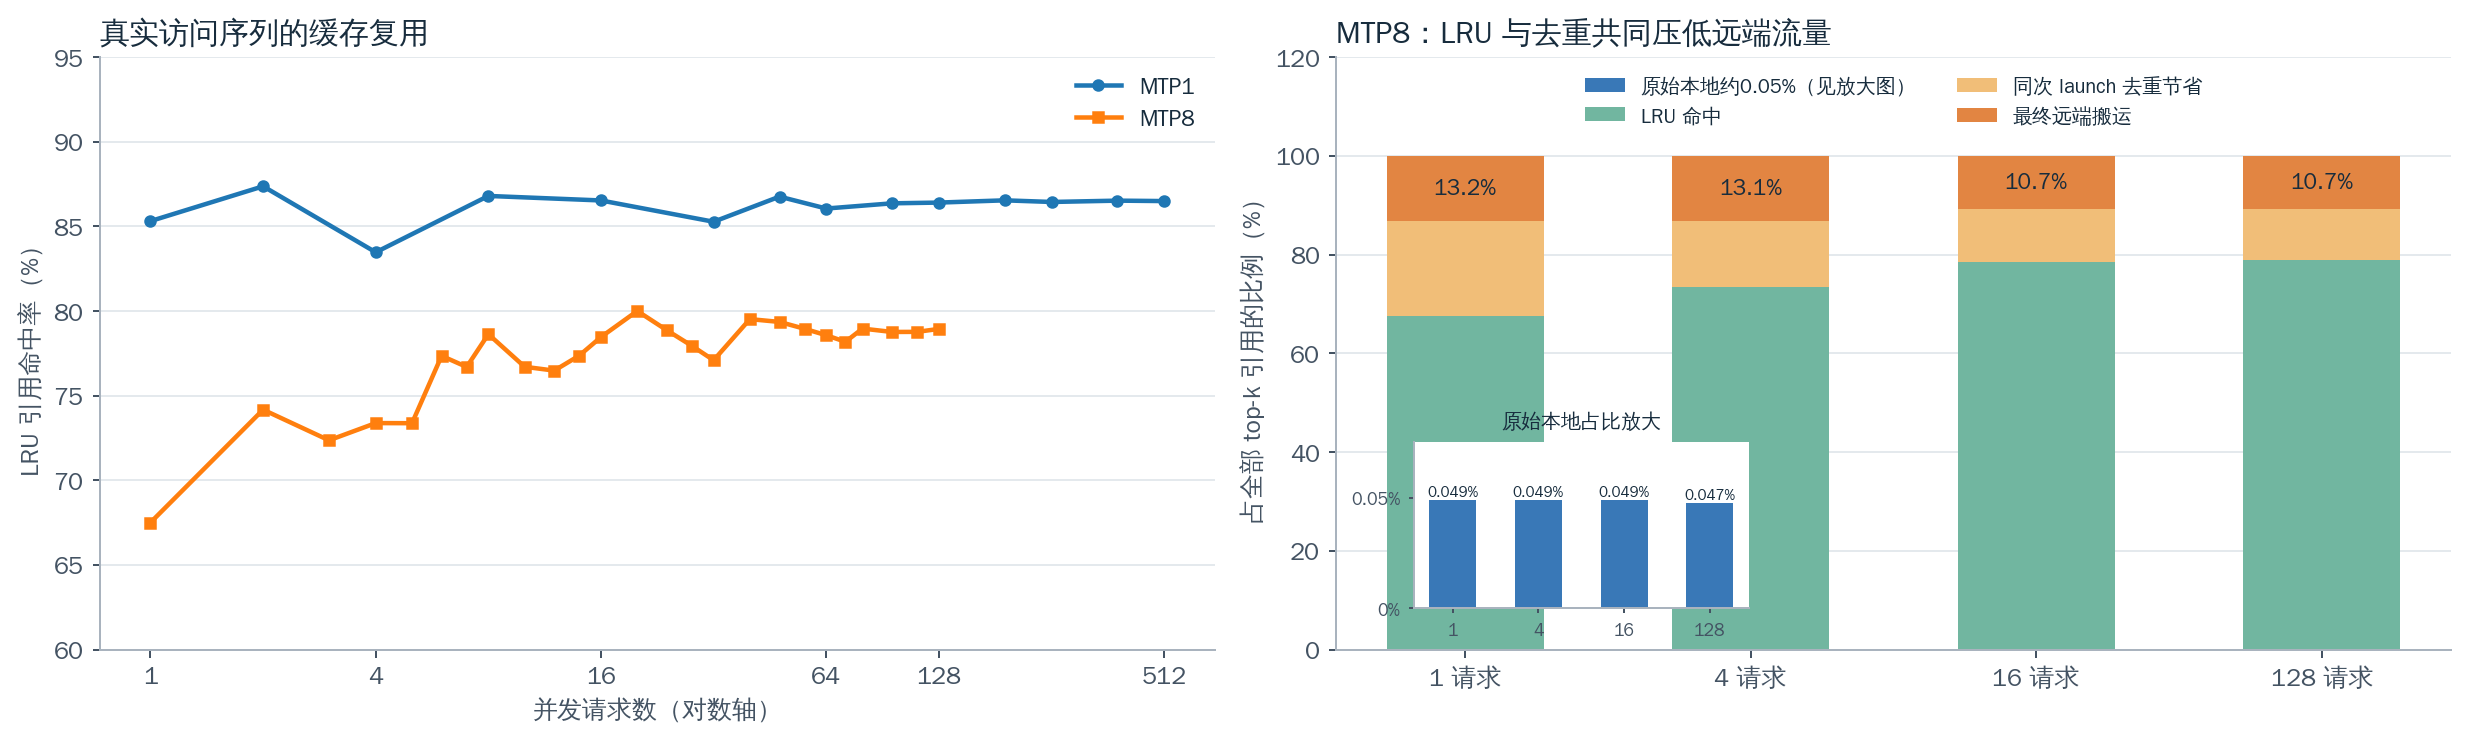 真实访问序列的缓存复用
95
90
85
80
75
70
65
60
LRU 引用命中率（%）
MTP1
MTP8
1
4
16
64
128
512
并发请求数（对数轴）
MTP8：LRU 与去重共同压低远端流量
120
100
80
60
40
20
0
占全部 top-k 引用的比例（%）
原始本地约0.05%（见放大图）
LRU 命中
同次 launch 去重节省
最终远端搬运
13.2%
13.1%
10.7%
10.7%
原始本地占比放大
0.05%
0%
0.049%
0.049%
0.049%
0.047%
1
4
16
128
1 请求
4 请求
16 请求
128 请求